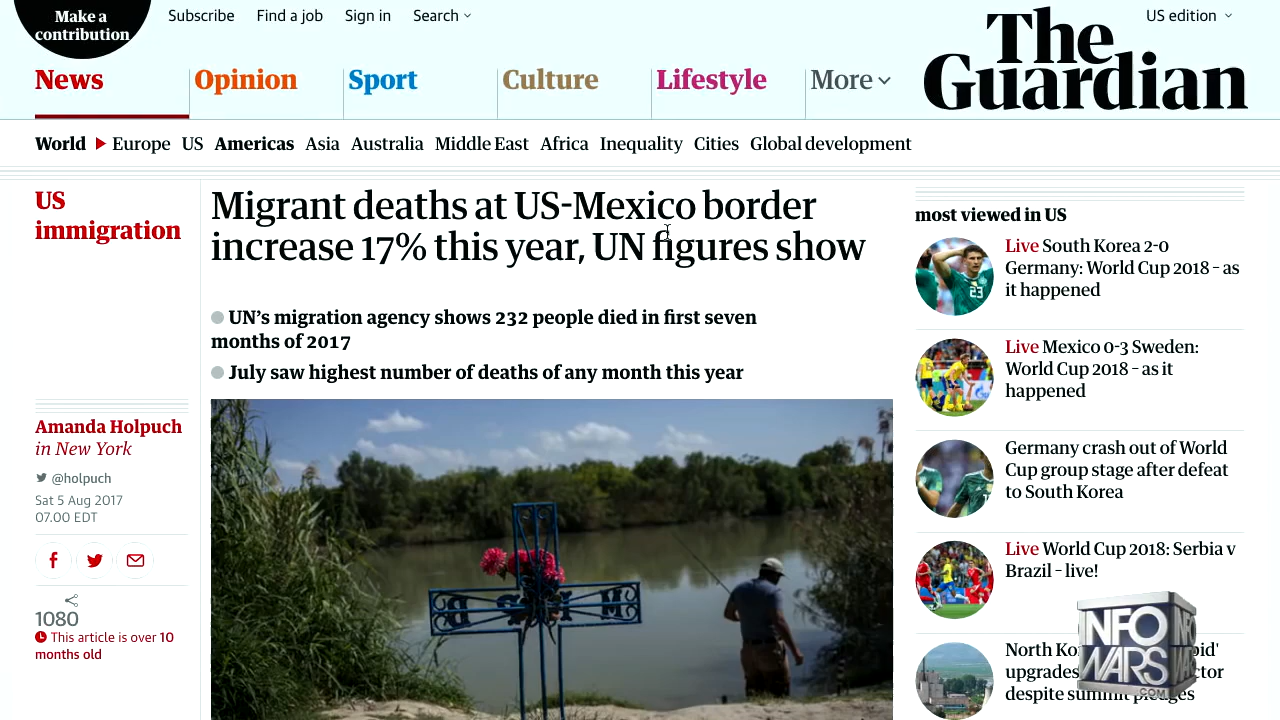 Make a
contribution
Subscribe
Find a job
Sign in
Search
US edition
The
Guardian
News
Opinion
Sport
Culture
Lifestyle
More
World
Europe
US
Americas
Asia
Australia
Middle East
Africa
Inequality
Cities
Global development
US
immigration
Migrant deaths at US-Mexico border
increase 17% this year, UN figures show
UN's migration agency shows 232 people died in first seven
months of 2017
July saw highest number of deaths of any month this year
Amanda Holpuch
in New York
@holpuch
Sat 5 Aug 2017
07.00 EDT
1080
This article is over 10
months old
most viewed in US
Live South Korea 2-0
Germany: World Cup 2018 – as
it happened
23
Live Mexico 0-3 Sweden:
World Cup 2018 – as it
happened
Germany crash out of World
Cup group stage after defeat
to South Korea
Live World Cup 2018: Serbia v
Brazil – live!
North
upgrades
despite summit pledges
INFO
WARS
.COM